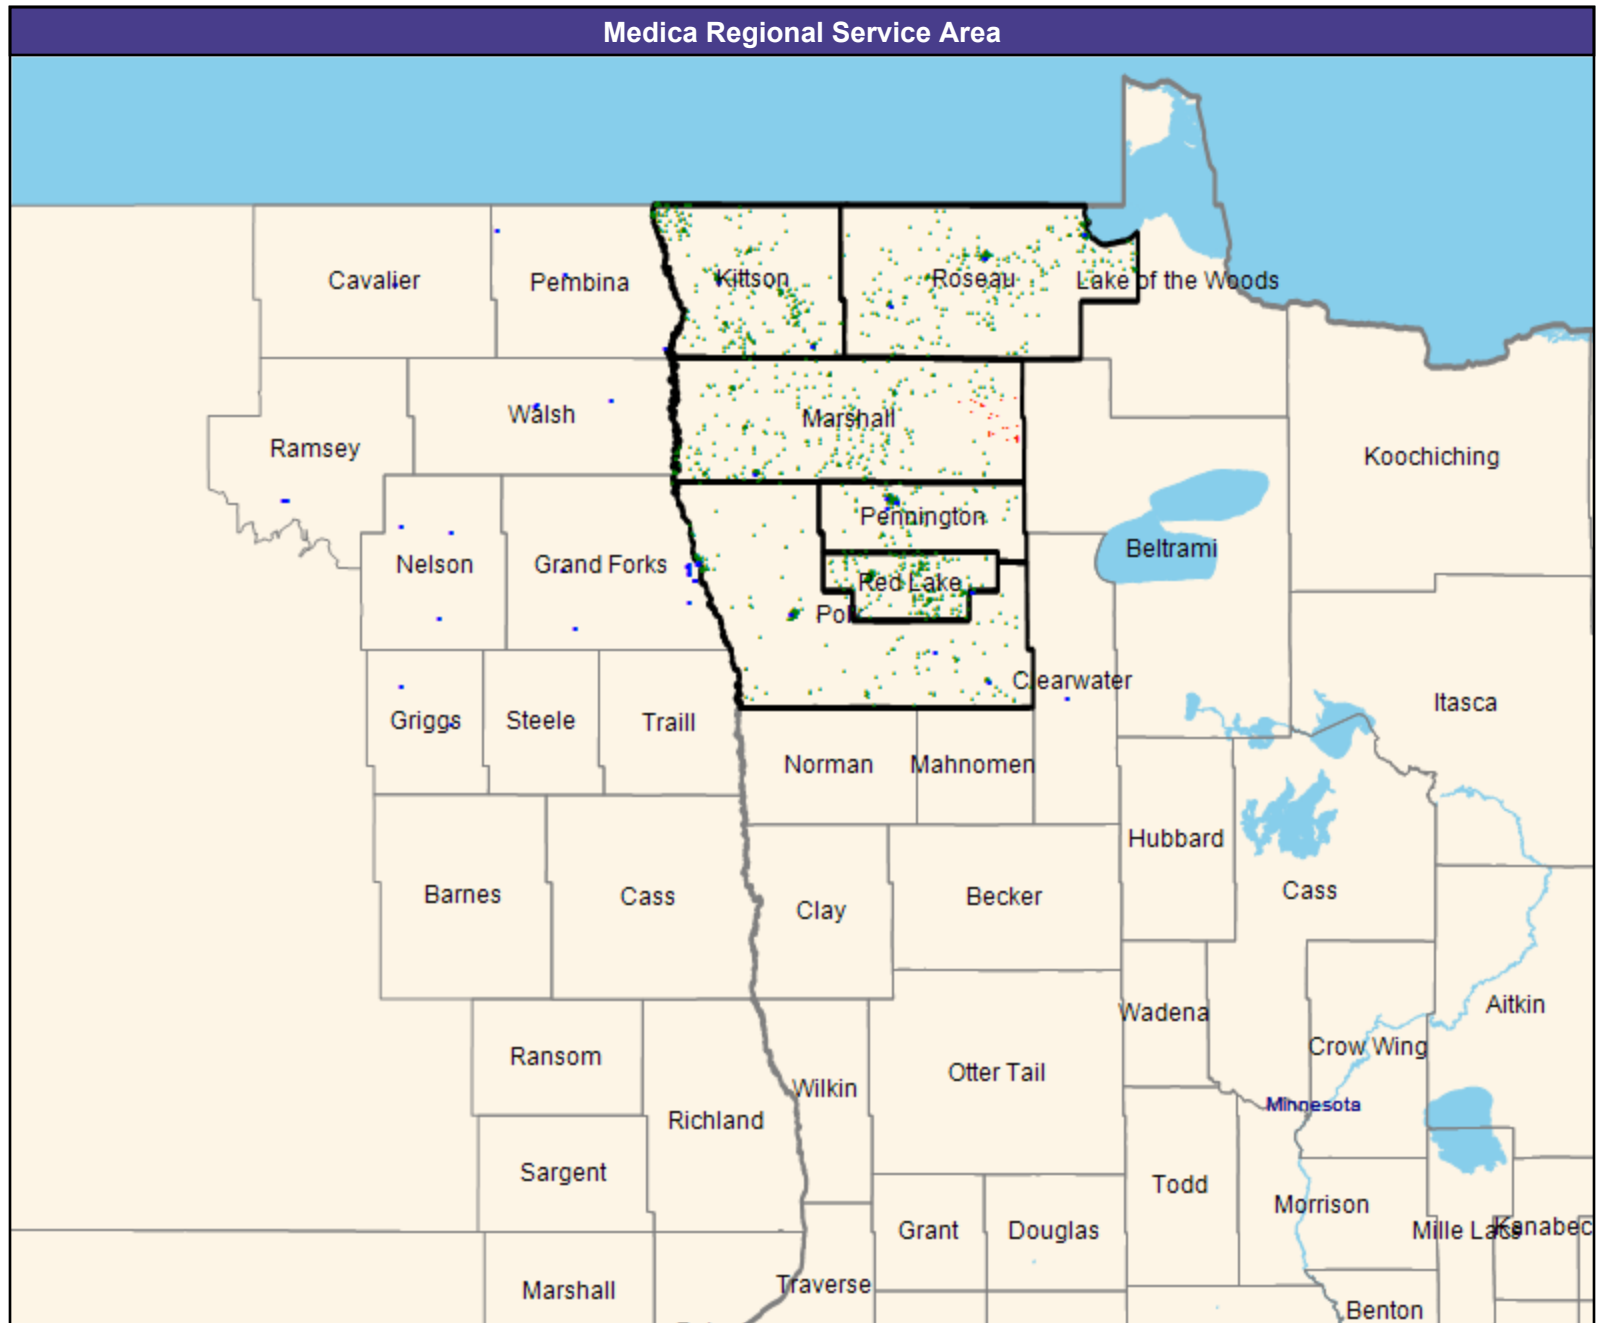 Medica Regional Service Area
Cavalier
Pembina
Kittson
Roseau
Lake of the Woods
Walsh
Marshall
Ramsey
Koochiching
Pennington
Beltrami
Nelson
Grand Forks
Red Lake
Polk
Clearwater
Itasca
Griggs
Steele
Traill
Norman
Mahnomen
Hubbard
Barnes
Cass
Clay
Becker
Cass
Wadena
Aitkin
Ransom
Crow Wing
Otter Tail
Wilkin
Minnesota
Richland
Sargent
Todd
Morrison
Grant
Douglas
Mille Lacs
Kanabec
Marshall
Traverse
Benton